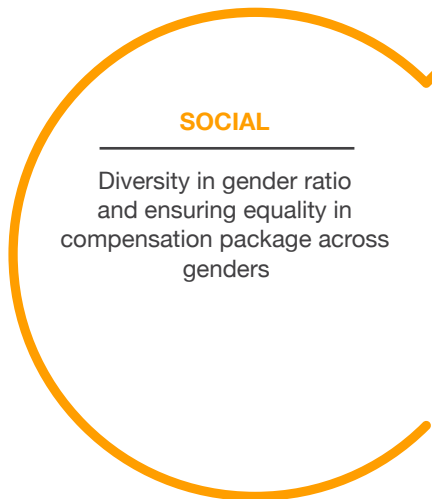 SOCIAL
Diversity in gender ratio
and ensuring equality in
compensation package across
genders